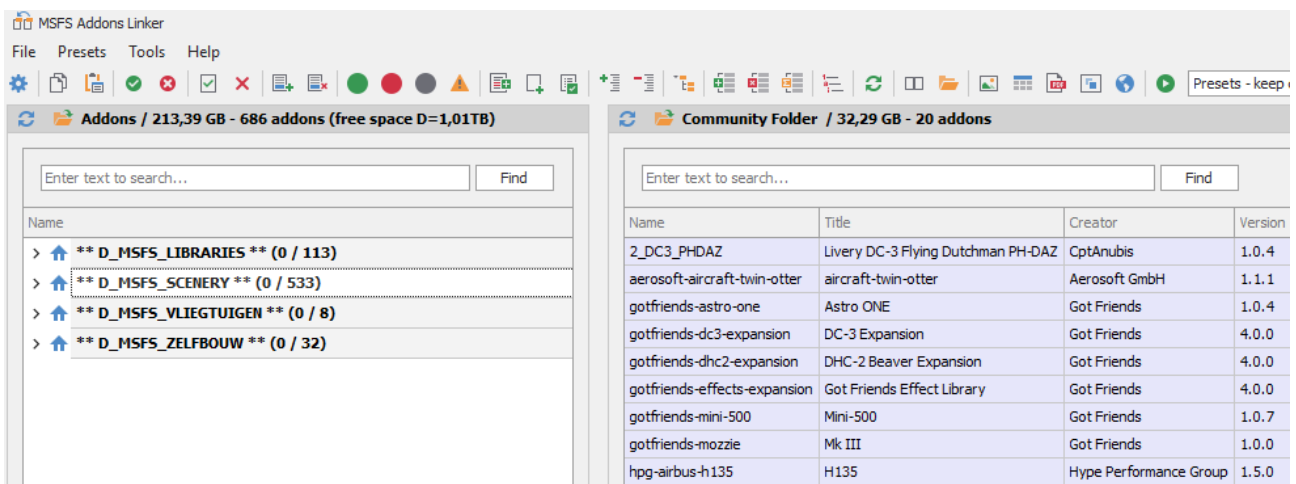 MSFS Addons Linker
File Presets Tools Help
PDF Presets - keep
Addons / 213,39 GB - 686 addons (free space D=1,01TB)
Enter text to search... Find
Name
** D_MSFS_LIBRARIES ** (0 / 113)
** D_MSFS_SCENERY ** (0 / 533)
** D_MSFS_VLIEGTUIGEN ** (0 / 8)
** D_MSFS_ZELFBOUW ** (0 / 32)
Community Folder / 32,29 GB - 20 addons
Enter text to search... Find
Name Title Creator Version
2_DC3_PHDAZ Livery DC-3 Flying Dutchman PH-DAZ CptAnubis 1.0.4
aerosoft-aircraft-twin-otter aircraft-twin-otter Aerosoft GmbH 1.1.1
gotfriends-astro-one Astro ONE Got Friends 1.0.4
gotfriends-dc3-expansion DC-3 Expansion Got Friends 4.0.0
gotfriends-dhc2-expansion DHC-2 Beaver Expansion Got Friends 4.0.0
gotfriends-effects-expansion Got Friends Effect Library Got Friends 4.0.0
gotfriends-mini-500 Mini-500 Got Friends 1.0.7
gotfriends-mozzie Mk III Got Friends 1.0.0
hpg-airbus-h135 H135 Hype Performance Group 1.5.0